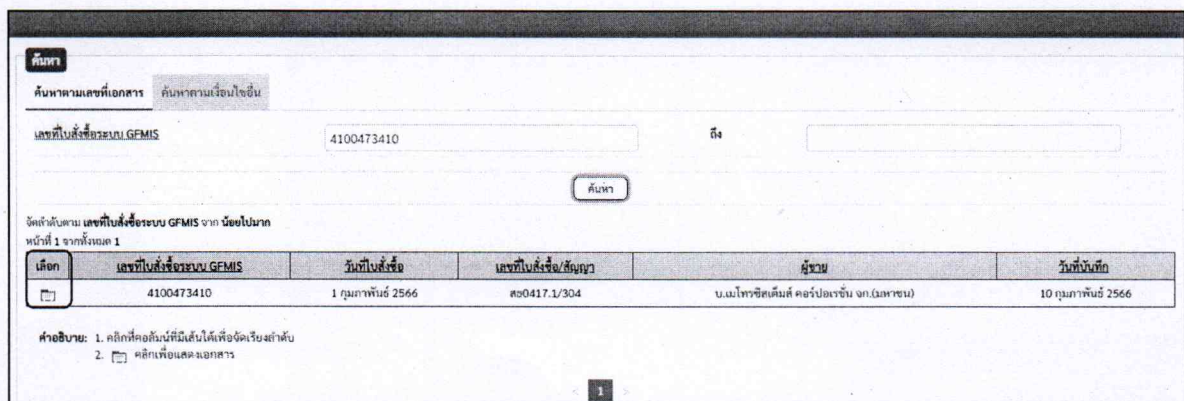 ค้นหา
ค้นหาตามเลขที่เอกสาร ค้นหาตามเงื่อนไขอื่น
เลขที่ใบสั่งซื้อระบบ GFMIS 4100473410 ถึง
ค้นหา
จัดลำดับตาม เลขที่ใบสั่งซื้อระบบ GFMIS จาก น้อยไปมาก
หน้าที่ 1 จากทั้งหมด 1
เลือก เลขที่ใบสั่งซื้อระบบ GFMIS วันที่ใบสั่งซื้อ เลขที่ใบสั่งซื้อ/สัญญา ผู้ขาย วันที่บันทึก
4100473410 1 กุมภาพันธ์ 2566 สธ0417.1/304 บ.เมโทรซิสเต็มส์ คอร์ปอเรชั่น จก.(มหาชน) 10 กุมภาพันธ์ 2566
คำอธิบาย: 1. คลิกที่คอลัมน์ที่มีเส้นใต้เพื่อจัดเรียงลำดับ
2. คลิกเพื่อแสดงเอกสาร
< 1 >